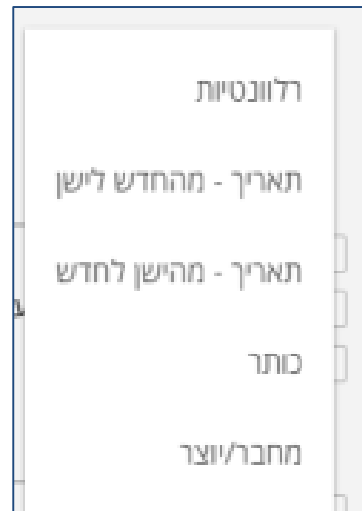 רלוונטיות
תאריך - מהחדש לישן
תאריך - מהישן לחדש
כותר
מחבר/יוצר